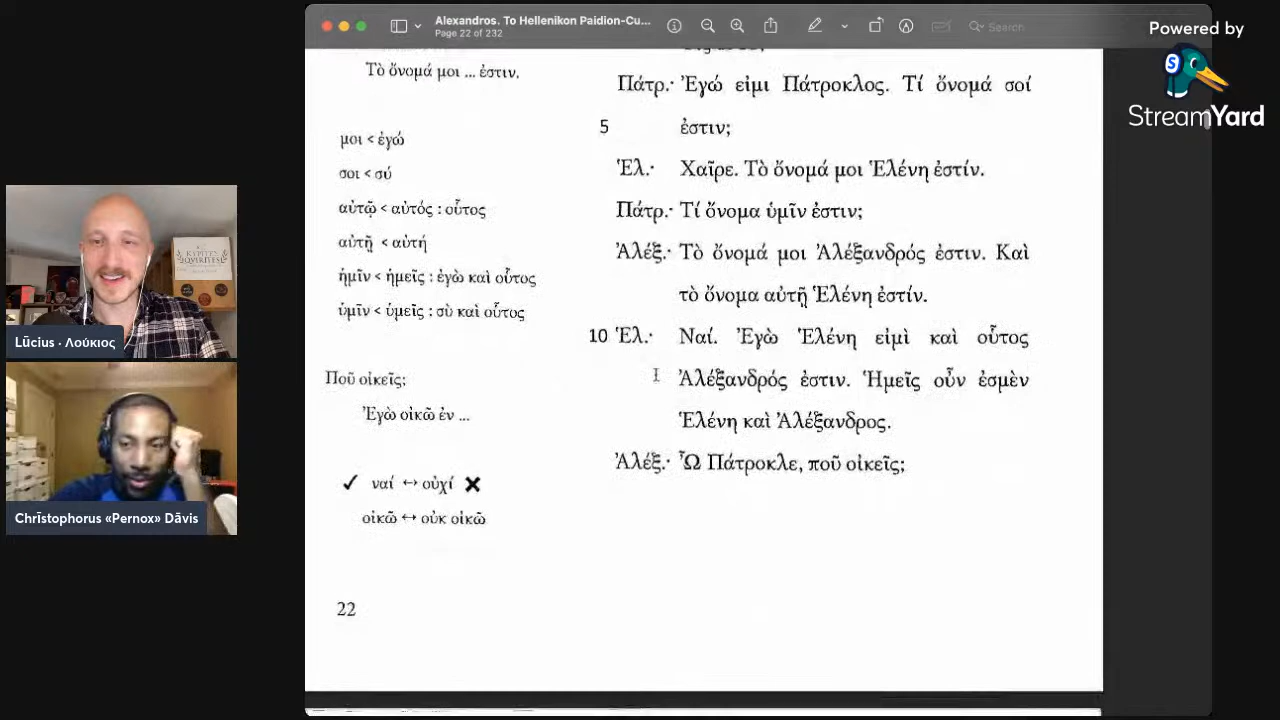 Alexandros. To Hellenikon Paidion-Cu...
Page 22 of 232
Search
Powered by
S
StreamYard
Τὸ ὄνομά μοι ... ἐστιν.
μοι < ἐγώ
σοι < σύ
αὐτῷ < αὐτός : οὗτος
αὐτῇ < αὐτή
ἡμῖν < ἡμεῖς : ἐγὼ καὶ οὗτος
ὑμῖν < ὑμεῖς : σὺ καὶ οὗτος
Ποῦ οἰκεῖς;
Ἐγὼ οἰκῶ ἐν ...
✓ ναί ↔ οὐχί ✗
οἰκῶ ↔ οὐκ οἰκῶ
22
Πάτρ.· Ἐγώ εἰμι Πάτροκλος. Τί ὄνομά σοί
5 ἐστιν;
Ἑλ.· Χαῖρε. Τὸ ὄνομά μοι Ἑλένη ἐστίν.
Πάτρ.· Τί ὄνομα ὑμῖν ἐστιν;
Ἀλέξ.· Τὸ ὄνομά μοι Ἀλέξανδρός ἐστιν. Καὶ
τὸ ὄνομα αὐτῇ Ἑλένη ἐστίν.
10 Ἑλ.· Ναί. Ἐγὼ Ἑλένη εἰμὶ καὶ οὗτος
Ἀλέξανδρός ἐστιν. Ἡμεῖς οὖν ἐσμὲν
Ἑλένη καὶ Ἀλέξανδρος.
Ἀλέξ.· Ὦ Πάτροκλε, ποῦ οἰκεῖς;
Lūcius · Λούκιος
Chrīstophorus «Pernox» Dāvis